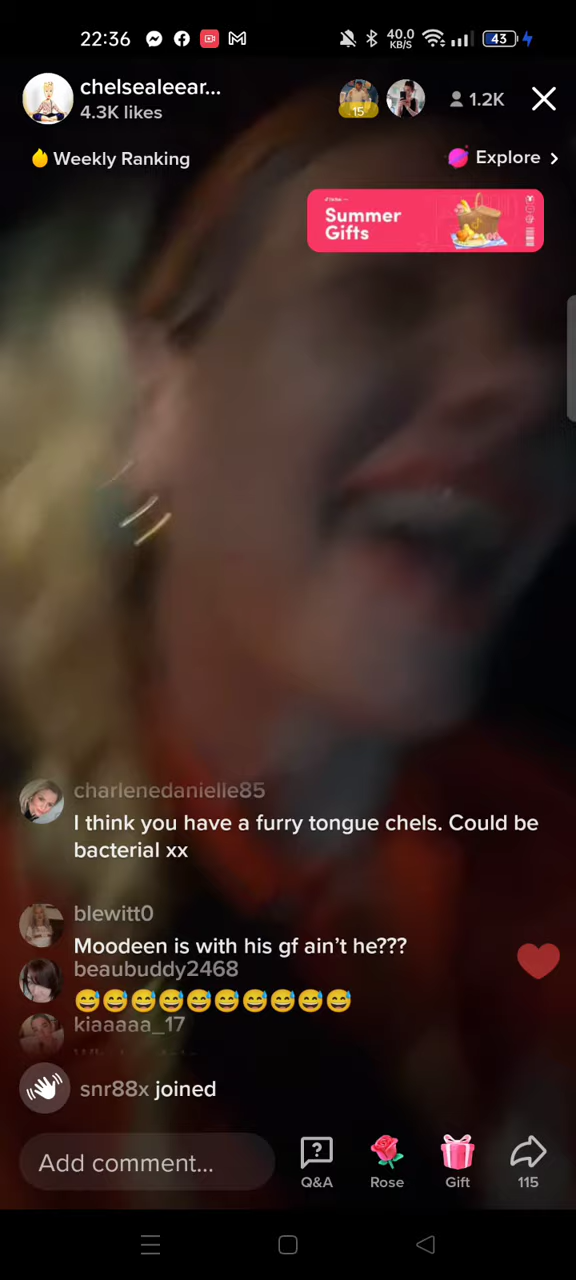 22:36
40.0
KB/S
43
chelsealeear...
4.3K likes
15
1.2K
Weekly Ranking
Explore
Summer
Gifts
charlenedanielle85
I think you have a furry tongue chels. Could be
bacterial xx
blewitt0
Moodeen is with his gf ain't he???
beaubuddy2468
😅😅😅😅😅😅😅😅😅😅
kiaaaaa_17
snr88x joined
Add comment...
Q&A
Rose
Gift
115